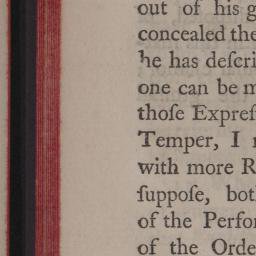 out of his g
concealed the
he has deſcri
one can be m
thoſe Expreſ
Temper, I
with more R
ſuppoſe, bot
of the Perfor
of the Orde